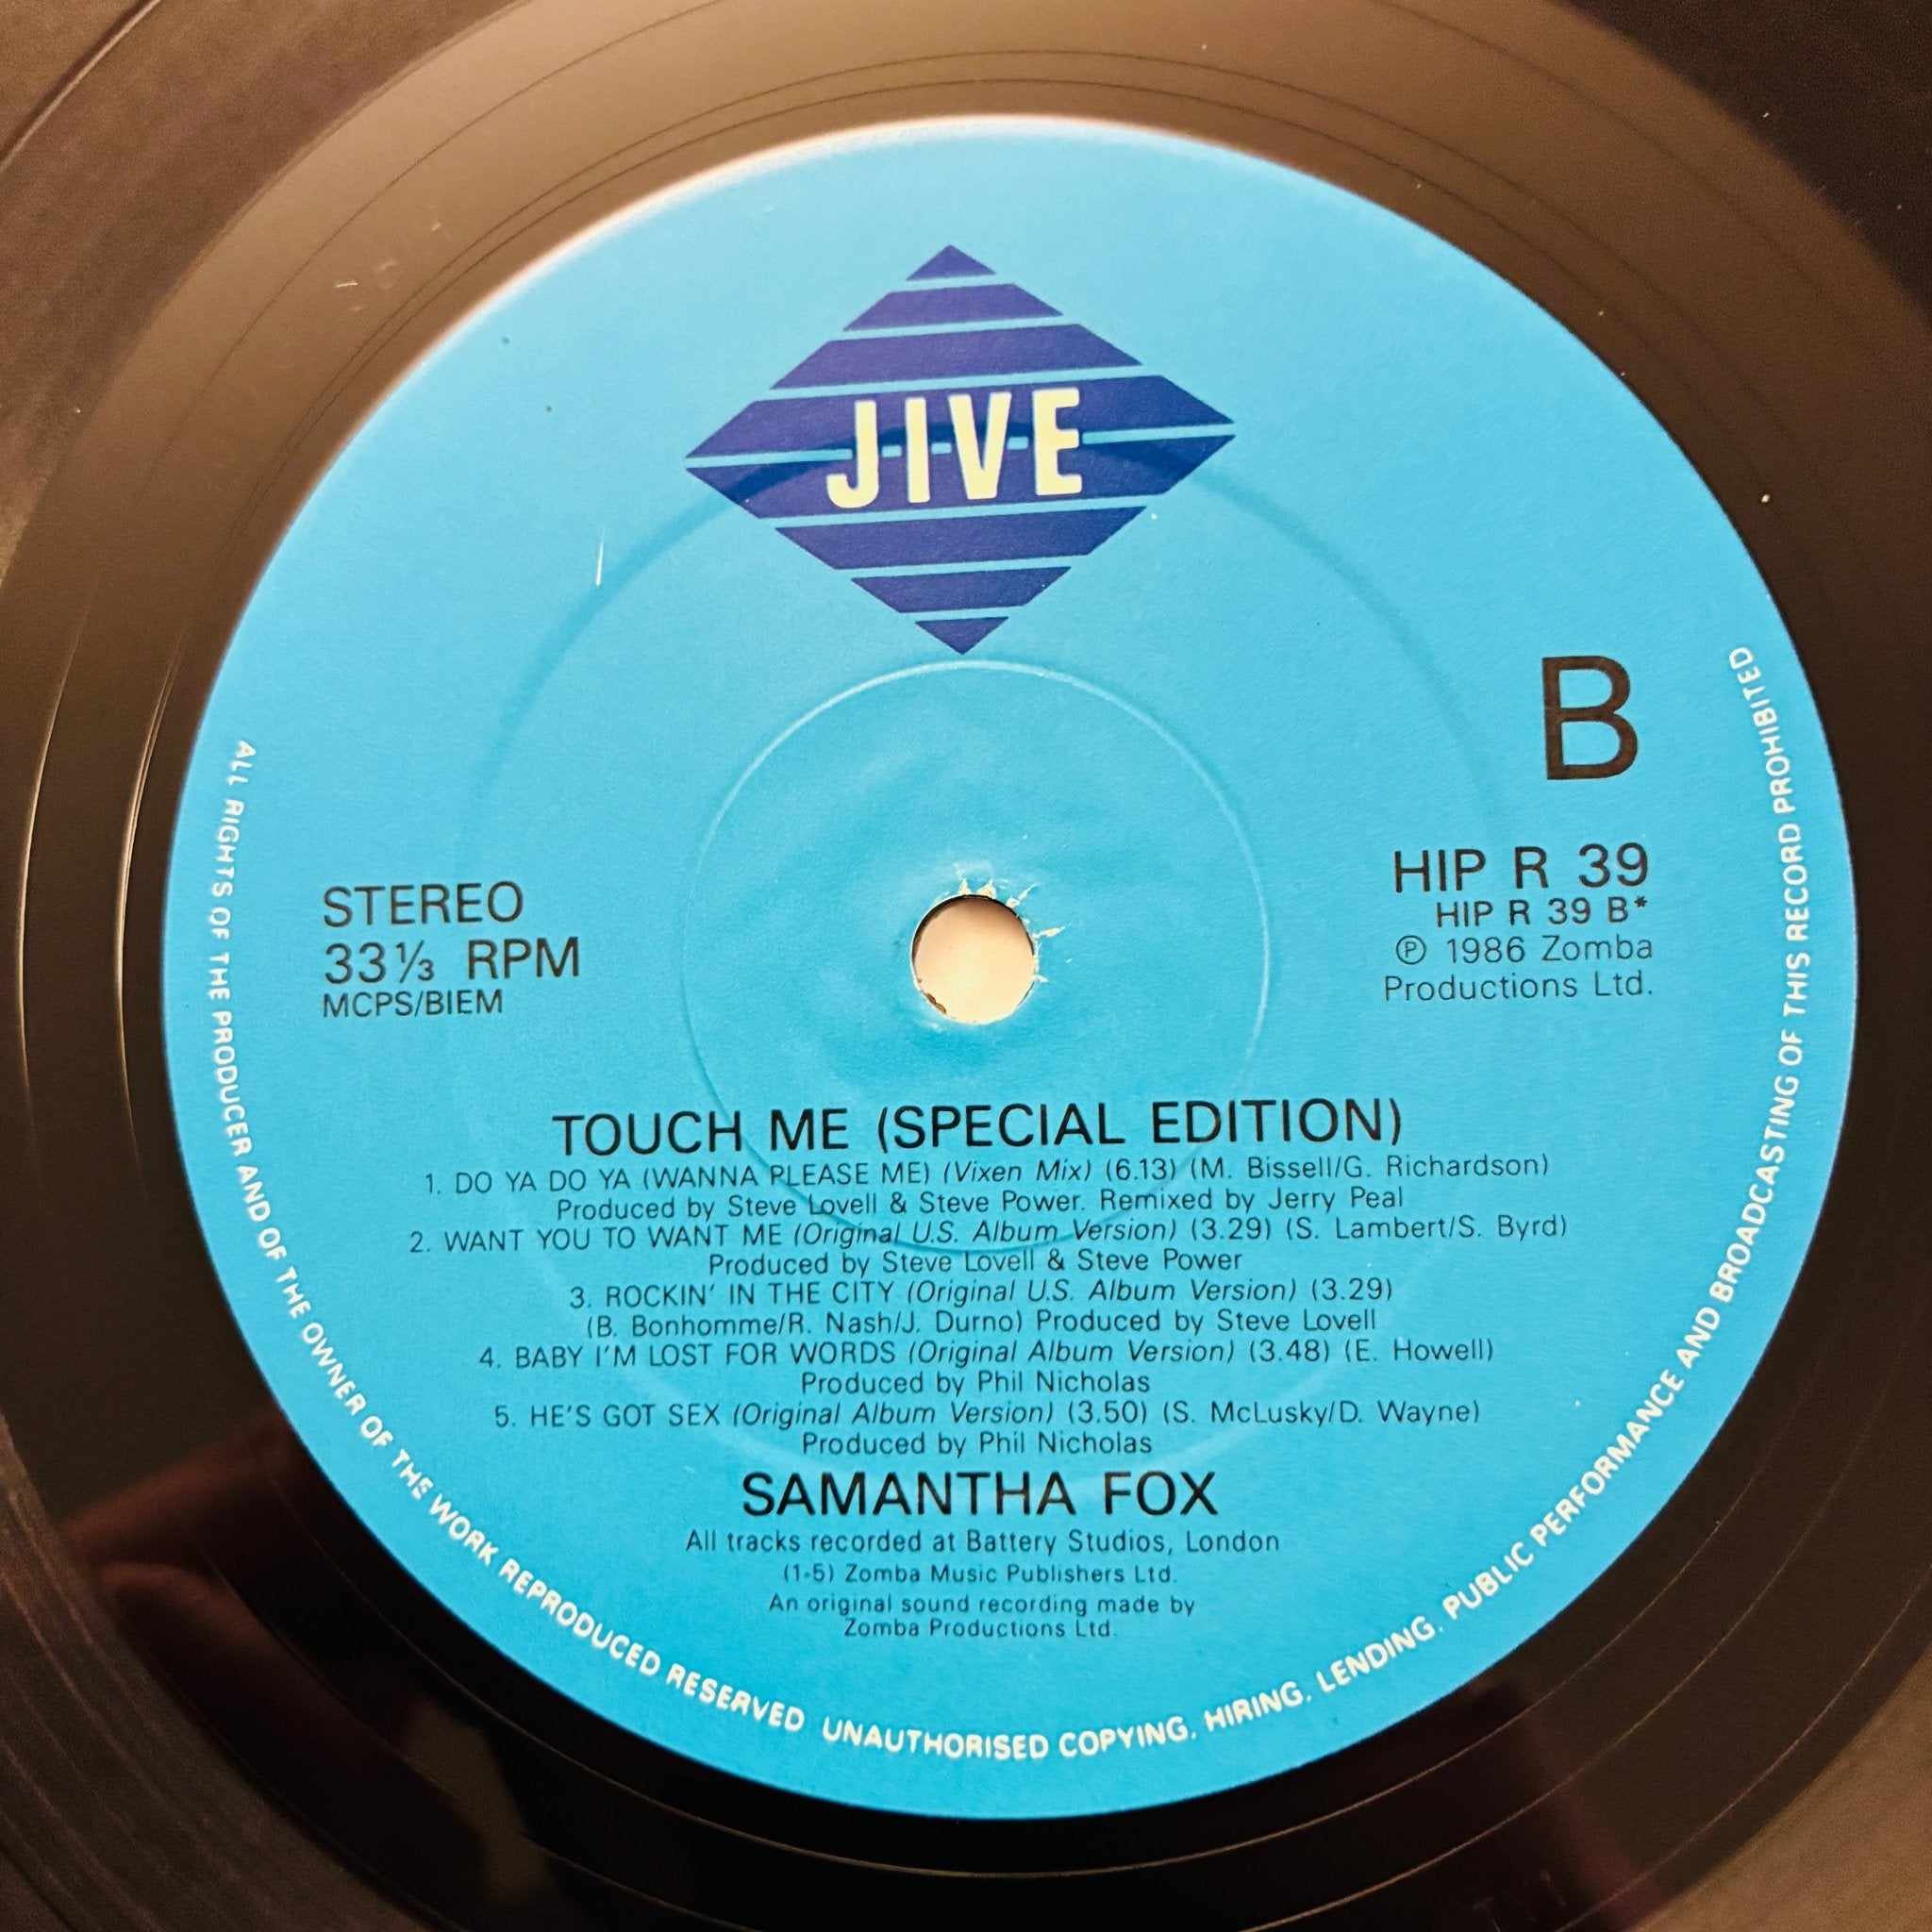 JIVE
B
STEREO
33⅓ RPM
MCPS/BIEM
HIP R 39
HIP R 39 B*
℗ 1986 Zomba
Productions Ltd.
TOUCH ME (SPECIAL EDITION)
1. DO YA DO YA (WANNA PLEASE ME) (Vixen Mix) (6.13) (M. Bissell/G. Richardson)
Produced by Steve Lovell & Steve Power. Remixed by Jerry Peal
2. WANT YOU TO WANT ME (Original U.S. Album Version) (3.29) (S. Lambert/S. Byrd)
Produced by Steve Lovell & Steve Power
3. ROCKIN' IN THE CITY (Original U.S. Album Version) (3.29)
(B. Bonhomme/R. Nash/J. Durno) Produced by Steve Lovell
4. BABY I'M LOST FOR WORDS (Original Album Version) (3.48) (E. Howell)
Produced by Phil Nicholas
5. HE'S GOT SEX (Original Album Version) (3.50) (S. McLusky/D. Wayne)
Produced by Phil Nicholas
SAMANTHA FOX
All tracks recorded at Battery Studios, London
(1-5) Zomba Music Publishers Ltd.
An original sound recording made by
Zomba Productions Ltd.
ALL RIGHTS OF THE PRODUCER AND OF THE OWNER OF THE WORK REPRODUCED RESERVED UNAUTHORISED COPYING, HIRING, LENDING, PUBLIC PERFORMANCE AND BROADCASTING OF THIS RECORD PROHIBITED